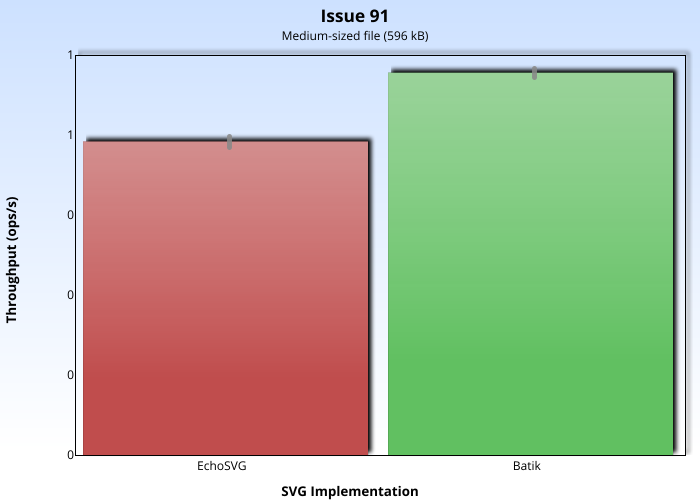 Issue 91
Medium-sized file (596 kB)
1
1
0
0
0
0
Throughput (ops/s)
EchoSVG
Batik
SVG Implementation